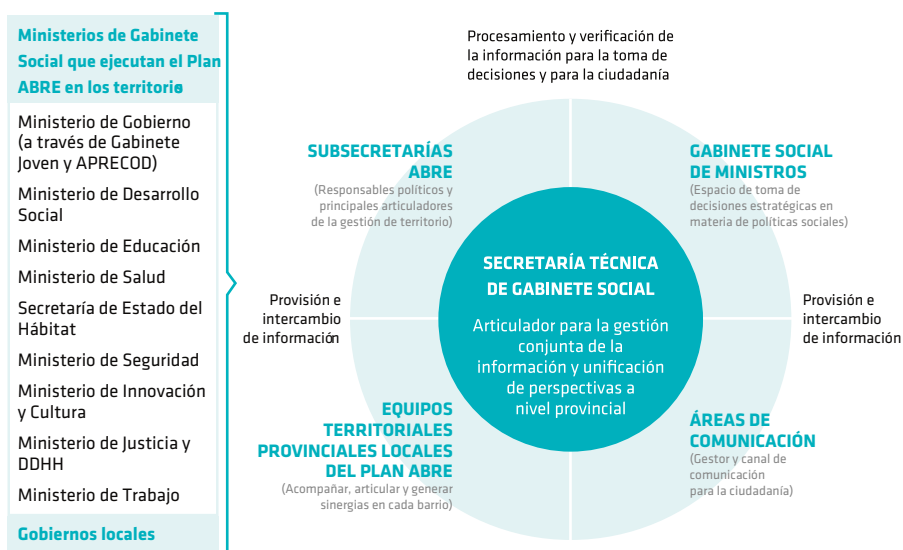 Ministerios de Gabinete
Social que ejecutan el Plan
ABRE en los territorios
Ministerio de Gobierno
(a través de Gabinete
Joven y APRECOD)
Ministerio de Desarrollo
Social
Ministerio de Educación
Ministerio de Salud
Secretaría de Estado del
Hábitat
Ministerio de Seguridad
Ministerio de Innovación
y Cultura
Ministerio de Justicia y
DDHH
Ministerio de Trabajo
Gobiernos locales
Procesamiento y verificación de
la información para la toma de
decisiones y para la ciudadanía
SUBSECRETARÍAS
ABRE
(Responsables políticos y
principales articuladores
de la gestión de territorio)
GABINETE SOCIAL
DE MINISTROS
(Espacio de toma de
decisiones estratégicas en
materia de políticas sociales)
Provisión e
intercambio
de información
SECRETARÍA TÉCNICA
DE GABINETE SOCIAL
Articulador para la gestión
conjunta de la
información y unificación
de perspectivas a
nivel provincial
Provisión e
intercambio
de información
EQUIPOS
TERRITORIALES
PROVINCIALES LOCALES
DEL PLAN ABRE
(Acompañar, articular y generar
sinergias en cada barrio)
ÁREAS DE
COMUNICACIÓN
(Gestor y canal de
comunicación
para la ciudadanía)